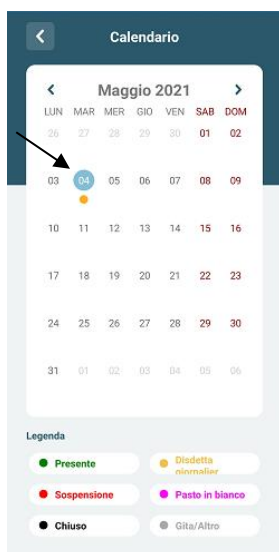 Calendario
Maggio 2021
LUN MAR MER GIO VEN SAB DOM
26 27 28 29 30 01 02
03 04 05 06 07 08 09
10 11 12 13 14 15 16
17 18 19 20 21 22 23
24 25 26 27 28 29 30
31 01 02 03 04 05 06
Legenda
Presente Disdetta
giornalier
Sospensione Pasto in bianco
Chiuso Gita/Altro